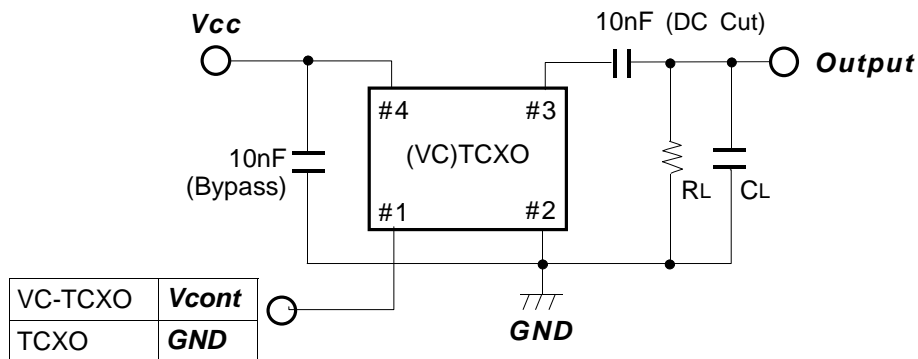 10nF (DC Cut)
Vcc
Output
#4
#3
(VC)TCXO
10nF
(Bypass)
RL
CL
#1
#2
VC-TCXO Vcont
TCXO GND
GND